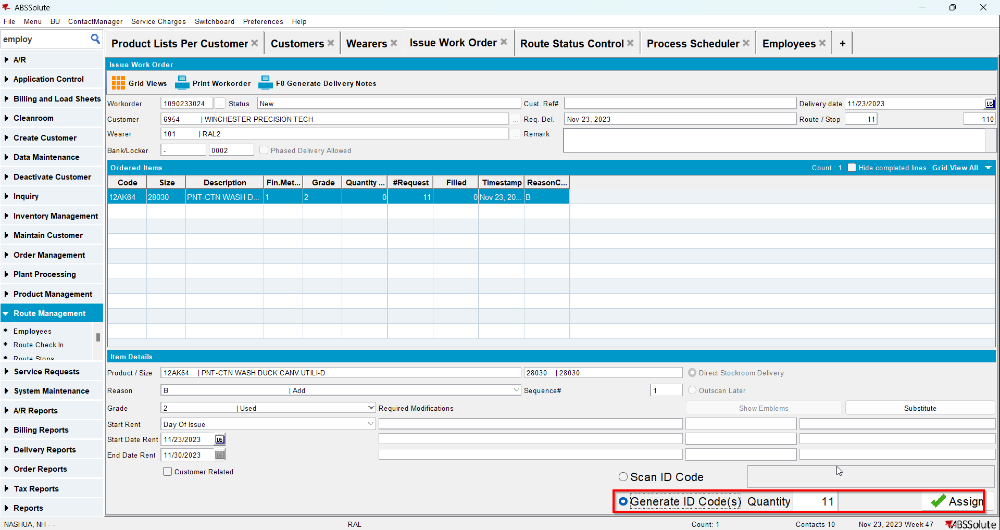 ABSSolute
File Menu BU ContactManager Service Charges Switchboard Preferences Help
employ
Product Lists Per Customer Customers Wearers Issue Work Order Route Status Control Process Scheduler Employees +
A/R
Application Control
Billing and Load Sheets
Cleanroom
Create Customer
Data Maintenance
Deactivate Customer
Inquiry
Inventory Management
Maintain Customer
Order Management
Plant Processing
Product Management
Route Management
Employees
Route Check In
Route Stops
Service Requests
System Maintenance
A/R Reports
Billing Reports
Delivery Reports
Order Reports
Tax Reports
Reports
Issue Work Order
Grid Views Print Workorder F8 Generate Delivery Notes
Workorder 1090233024 ... Status New Cust. Ref# Delivery date 11/23/2023 16
Customer 6954 | WINCHESTER PRECISION TECH ... Req. Del. Nov 23, 2023 Route / Stop 11 110
Wearer 101 | RAL2 ... Remark
Bank/Locker - 0002 Phased Delivery Allowed
Ordered Items Count : 1 Hide completed lines Grid View All
Code Size Description Fin.Met... Grade Quantity ... #Request Filled Timestamp ReasonC...
12AK64 28030 PNT-CTN WASH D... 1 2 0 11 0 Nov 23, 20... B
Item Details
Product / Size 12AK64 | PNT-CTN WASH DUCK CANV UTILI-D 28030 | 28030 Direct Stockroom Delivery
Reason B | Add Sequence# 1 Outscan Later
Grade 2 | Used Required Modifications Show Emblems Substitute
Start Rent Day Of Issue
Start Date Rent 11/23/2023 16
End Date Rent 11/30/2023 16
Customer Related
Scan ID Code
Generate ID Code(s) Quantity 11 Assign
NASHUA, NH - - RAL Count: 1 Contacts 10 Nov 23, 2023 Week 47 ABSSolute